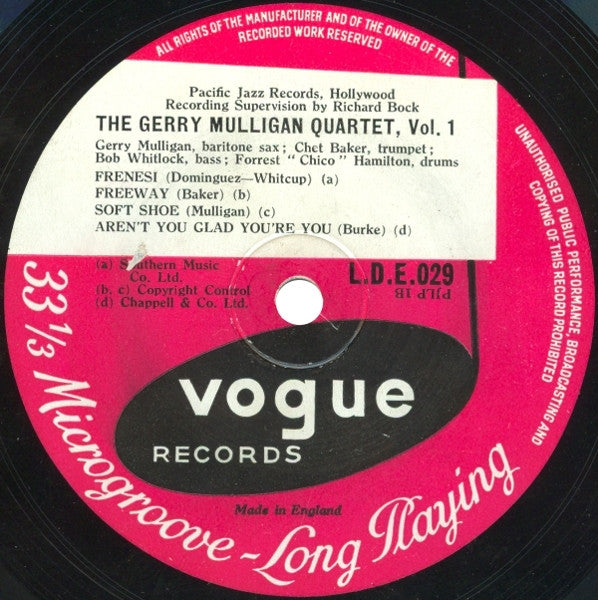 ALL RIGHTS OF THE MANUFACTURER AND OF THE OWNER OF THE
RECORDED WORK RESERVED
UNAUTHORISED PUBLIC PERFORMANCE, BROADCASTING AND
COPYING OF THIS RECORD PROHIBITED
Pacific Jazz Records, Hollywood
Recording Supervision by Richard Bock
THE GERRY MULLIGAN QUARTET, Vol. 1
Gerry Mulligan, baritone sax; Chet Baker, trumpet;
Bob Whitlock, bass; Forrest "Chico" Hamilton, drums
FRENESI (Dominguez—Whitcup) (a)
FREEWAY (Baker) (b)
SOFT SHOE (Mulligan) (c)
AREN'T YOU GLAD YOU'RE YOU (Burke) (d)
(a) Southern Music
Co. Ltd.
(b. c) Copyright Control
(d) Chappell & Co. Ltd.
L.D.E.029
PJLP 1B
vogue
RECORDS
Made in England
33 1/3 Microgroove - Long Playing